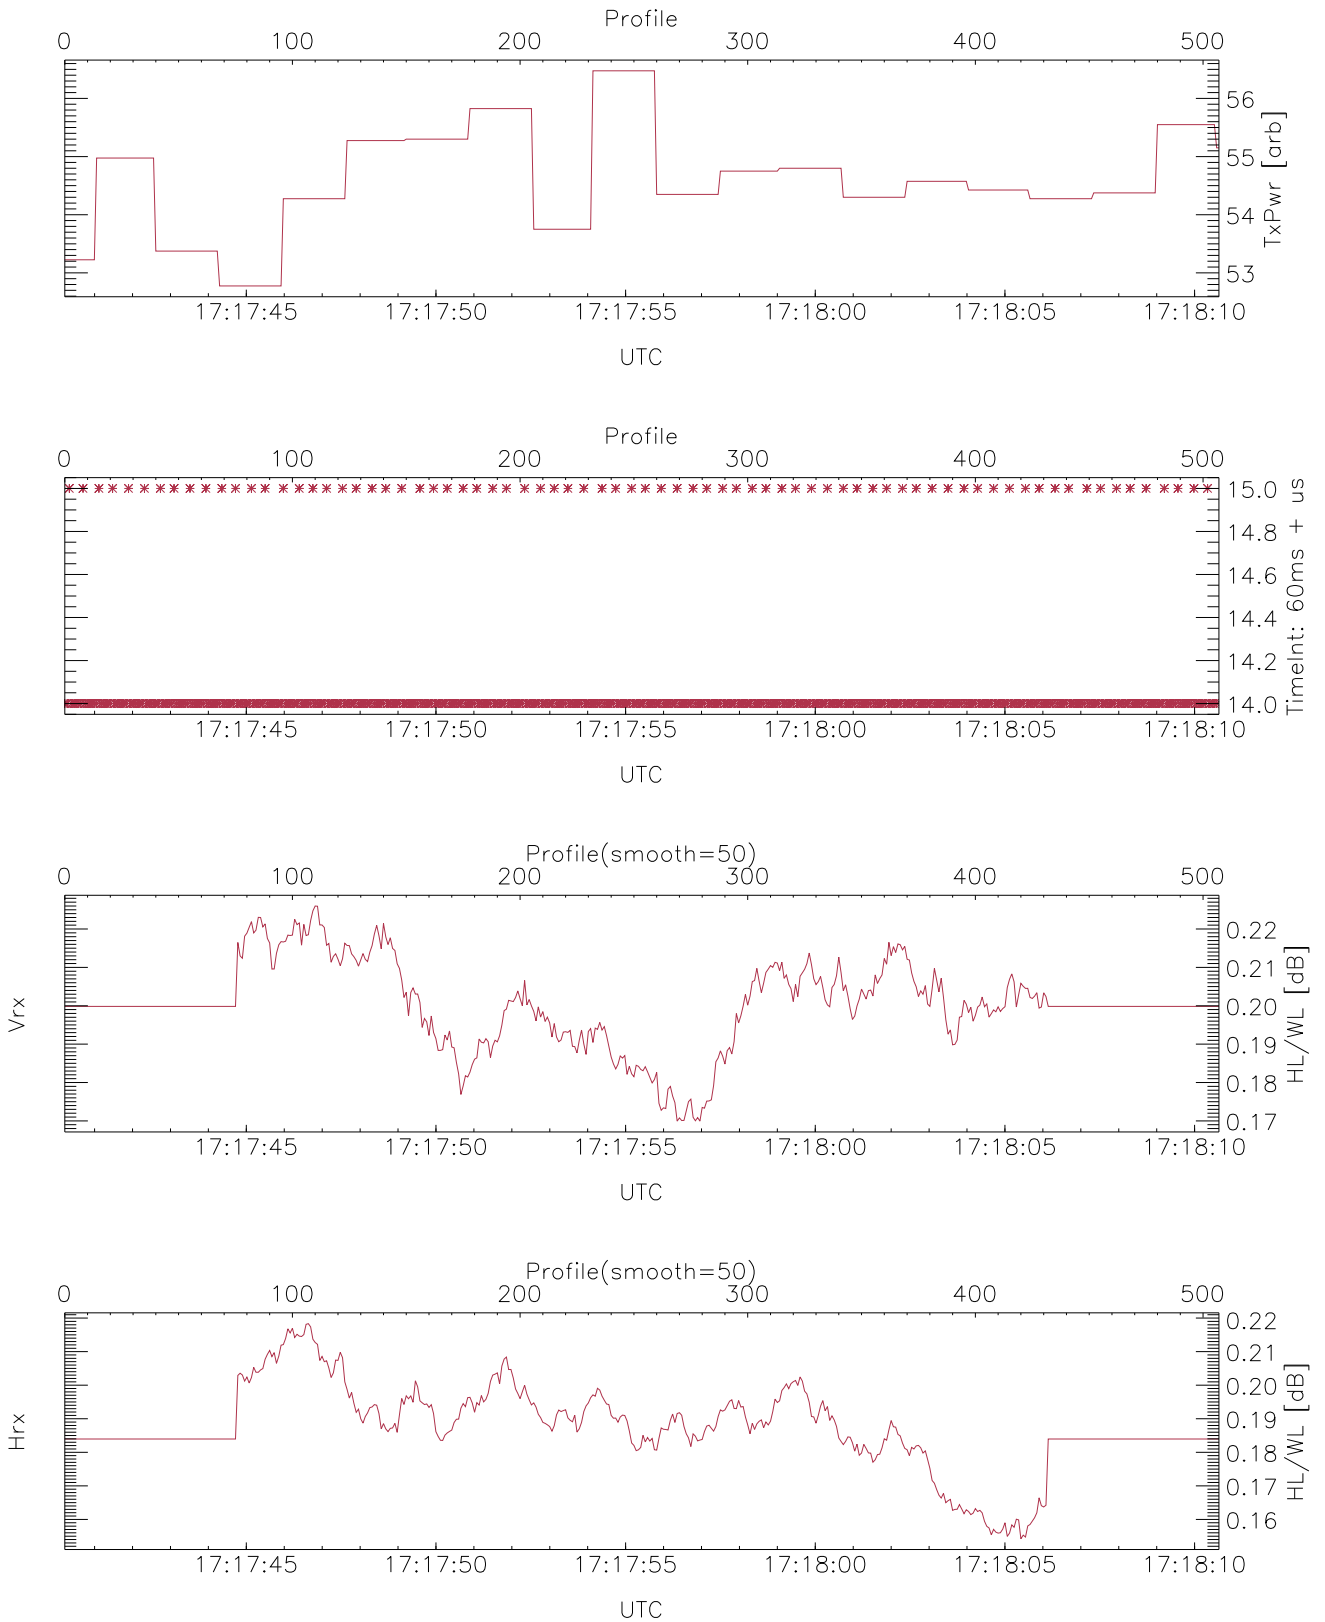 Profile
0 100 200 300 400 500
56
55
54
53
TxPwr [arb]
17:17:45 17:17:50 17:17:55 17:18:00 17:18:05 17:18:10
UTC
Profile
0 100 200 300 400 500
15.0
14.8
14.6
14.4
14.2
14.0
TimeInt: 60ms + us
17:17:45 17:17:50 17:17:55 17:18:00 17:18:05 17:18:10
UTC
Profile(smooth=50)
0 100 200 300 400 500
Vrx
0.22
0.21
0.20
0.19
0.18
0.17
HL/WL [dB]
17:17:45 17:17:50 17:17:55 17:18:00 17:18:05 17:18:10
UTC
Profile(smooth=50)
0 100 200 300 400 500
Hrx
0.22
0.21
0.20
0.19
0.18
0.17
0.16
HL/WL [dB]
17:17:45 17:17:50 17:17:55 17:18:00 17:18:05 17:18:10
UTC